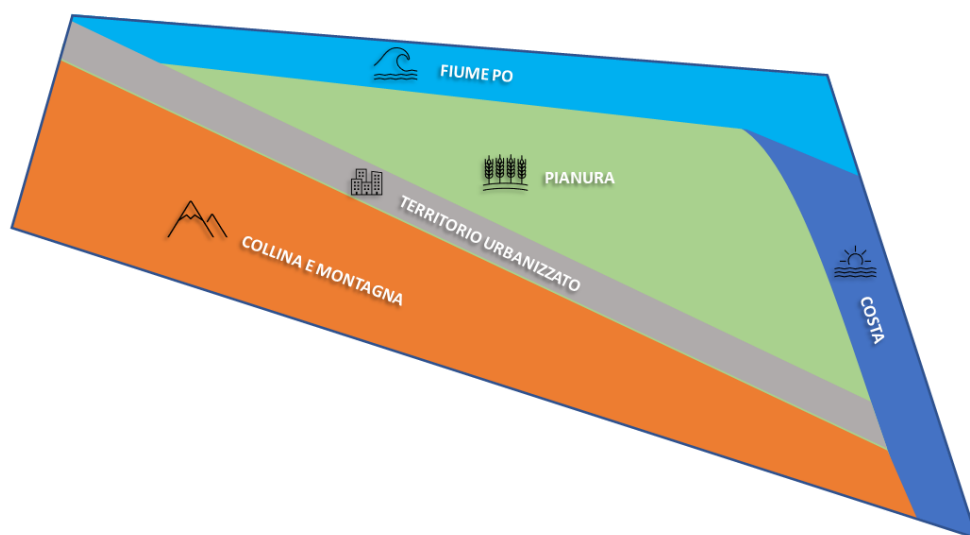 FIUME PO
PIANURA
TERRITORIO URBANIZZATO
COLLINA E MONTAGNA
COSTA